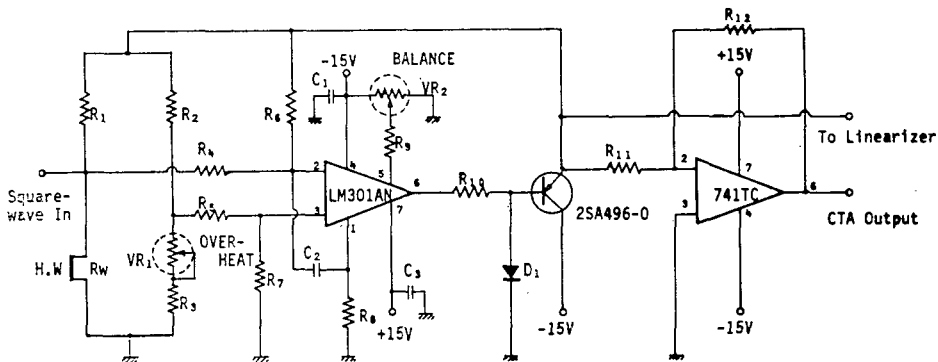 R12
-15V
BALANCE
+15V
C1
VR2
R1
R2
R6
R9
To Linearizer
R4
R11
2
4
5
6
7
LM301AN
R10
2
7
6
741TC
4
3
Square-
wave In
R5
3
7
1
2SA496-O
CTA Output
OVER-
HEAT
VR1
H.W
RW
C2
R7
C3
D1
R3
R8
+15V
-15V
-15V